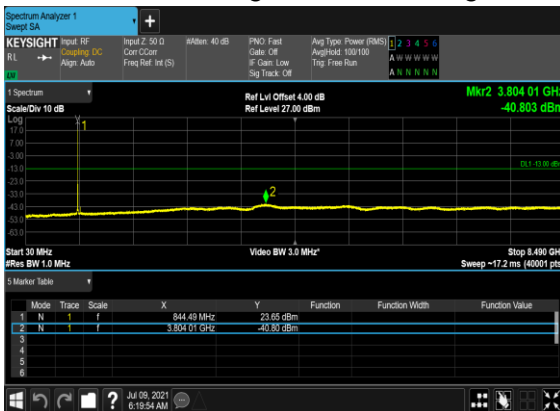 Spectrum Analyzer 1
Swept SA
KEYSIGHT Input: RF Input Z: 50 Ω #Atten: 40 dB PNO: Fast Avg Type: Power (RMS) 1 2 3 4 5 6
RL Coupling: DC Corr CCorr Gate: Off Avg|Hold: 100/100 A W W W W W
Align: Auto Freq Ref: Int (S) IF Gain: Low Trig: Free Run
LV Sig Track: Off A N N N N N
1 Spectrum Ref Lvl Offset 4.00 dB Mkr2 3.804 01 GHz
Scale/Div 10 dB Ref Level 27.00 dBm -40.803 dBm
Log
17.0
7.00
-3.00
-13.0
-23.0
-33.0
-43.0
-53.0
-63.0
1
DL1 -13.00 dBm
2
Start 30 MHz Video BW 3.0 MHz* Stop 8.490 GHz
#Res BW 1.0 MHz Sweep ~17.2 ms (40001 pts)
5 Marker Table
Mode Trace Scale X Y Function Function Width Function Value
1 N 1 f 844.49 MHz 23.65 dBm
2 N 1 f 3.804 01 GHz -40.80 dBm
3
4
5
6
? Jul 09, 2021
6:19:54 AM